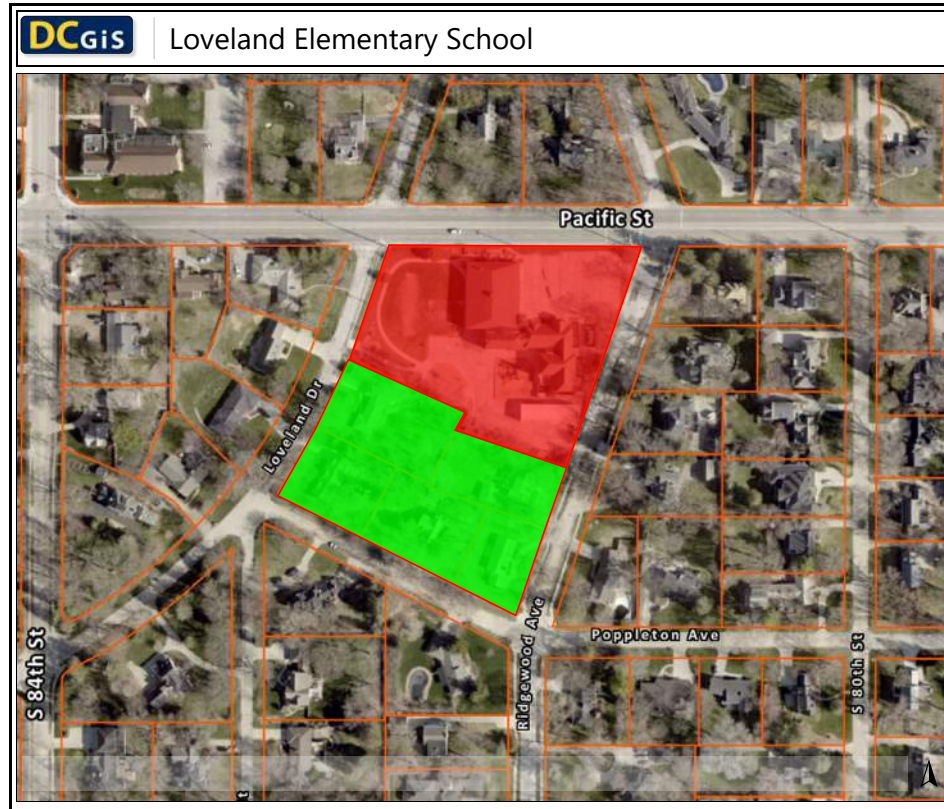 DCGIS
Loveland Elementary School
Pacific St
Loveland Dr
S 84th St
Ridgewood Ave
Poppleton Ave
S 80th St
t